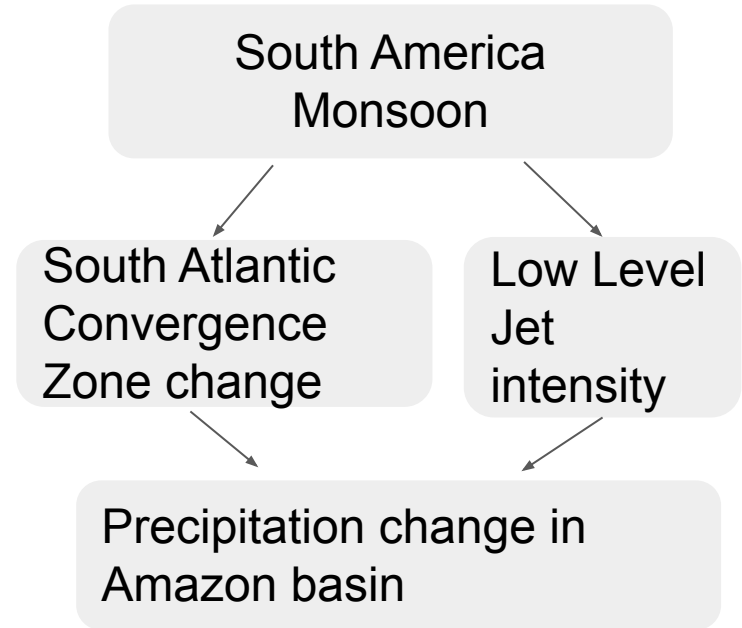 South America
Monsoon
South Atlantic
Convergence
Zone change
Low Level
Jet
intensity
Precipitation change in
Amazon basin